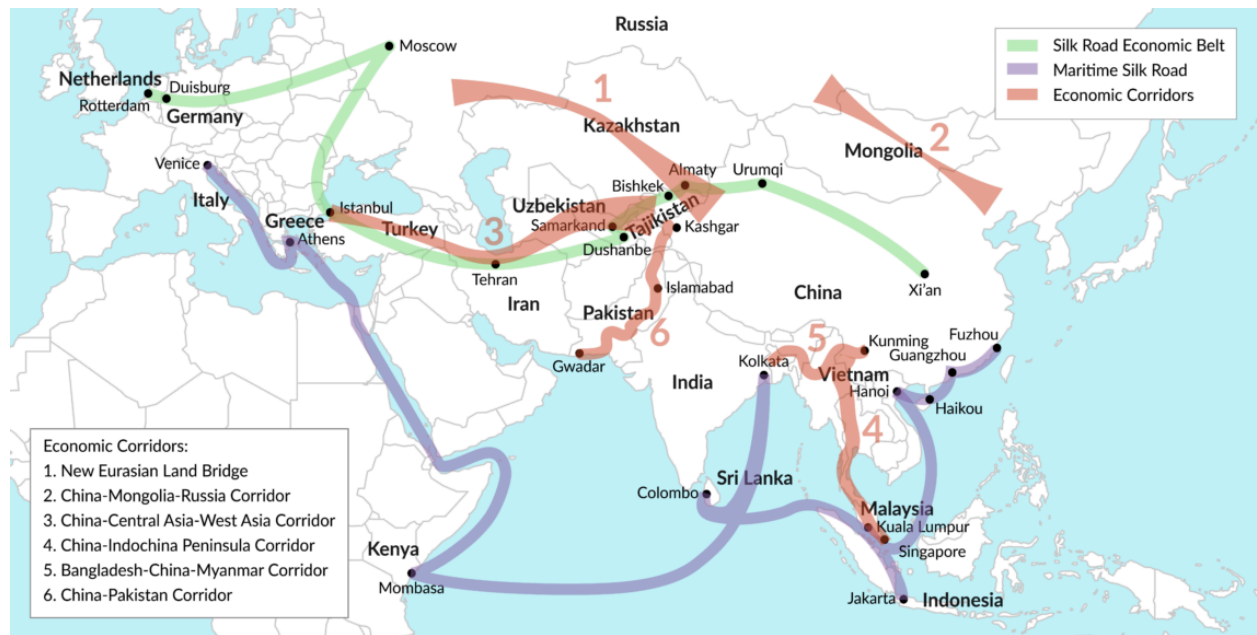 Russia
Moscow
Silk Road Economic Belt
Maritime Silk Road
Economic Corridors
Netherlands
Duisburg
Rotterdam
Germany
1
Kazakhstan
2
Mongolia
Venice
Italy
Almaty
Urumqi
Bishkek
Istanbul
Greece
Turkey
Athens
Uzbekistan
Samarkand
Tajikistan
Kashgar
3
Dushanbe
Tehran
Iran
Islamabad
Pakistan
6
China
Xi’an
Gwadar
Kolkata
5
Kunming
Fuzhou
Guangzhou
India
Vietnam
Hanoi
Haikou
4
Sri Lanka
Colombo
Malaysia
Kuala Lumpur
Singapore
Kenya
Mombasa
Jakarta
Indonesia
Economic Corridors:
1. New Eurasian Land Bridge
2. China-Mongolia-Russia Corridor
3. China-Central Asia-West Asia Corridor
4. China-Indochina Peninsula Corridor
5. Bangladesh-China-Myanmar Corridor
6. China-Pakistan Corridor